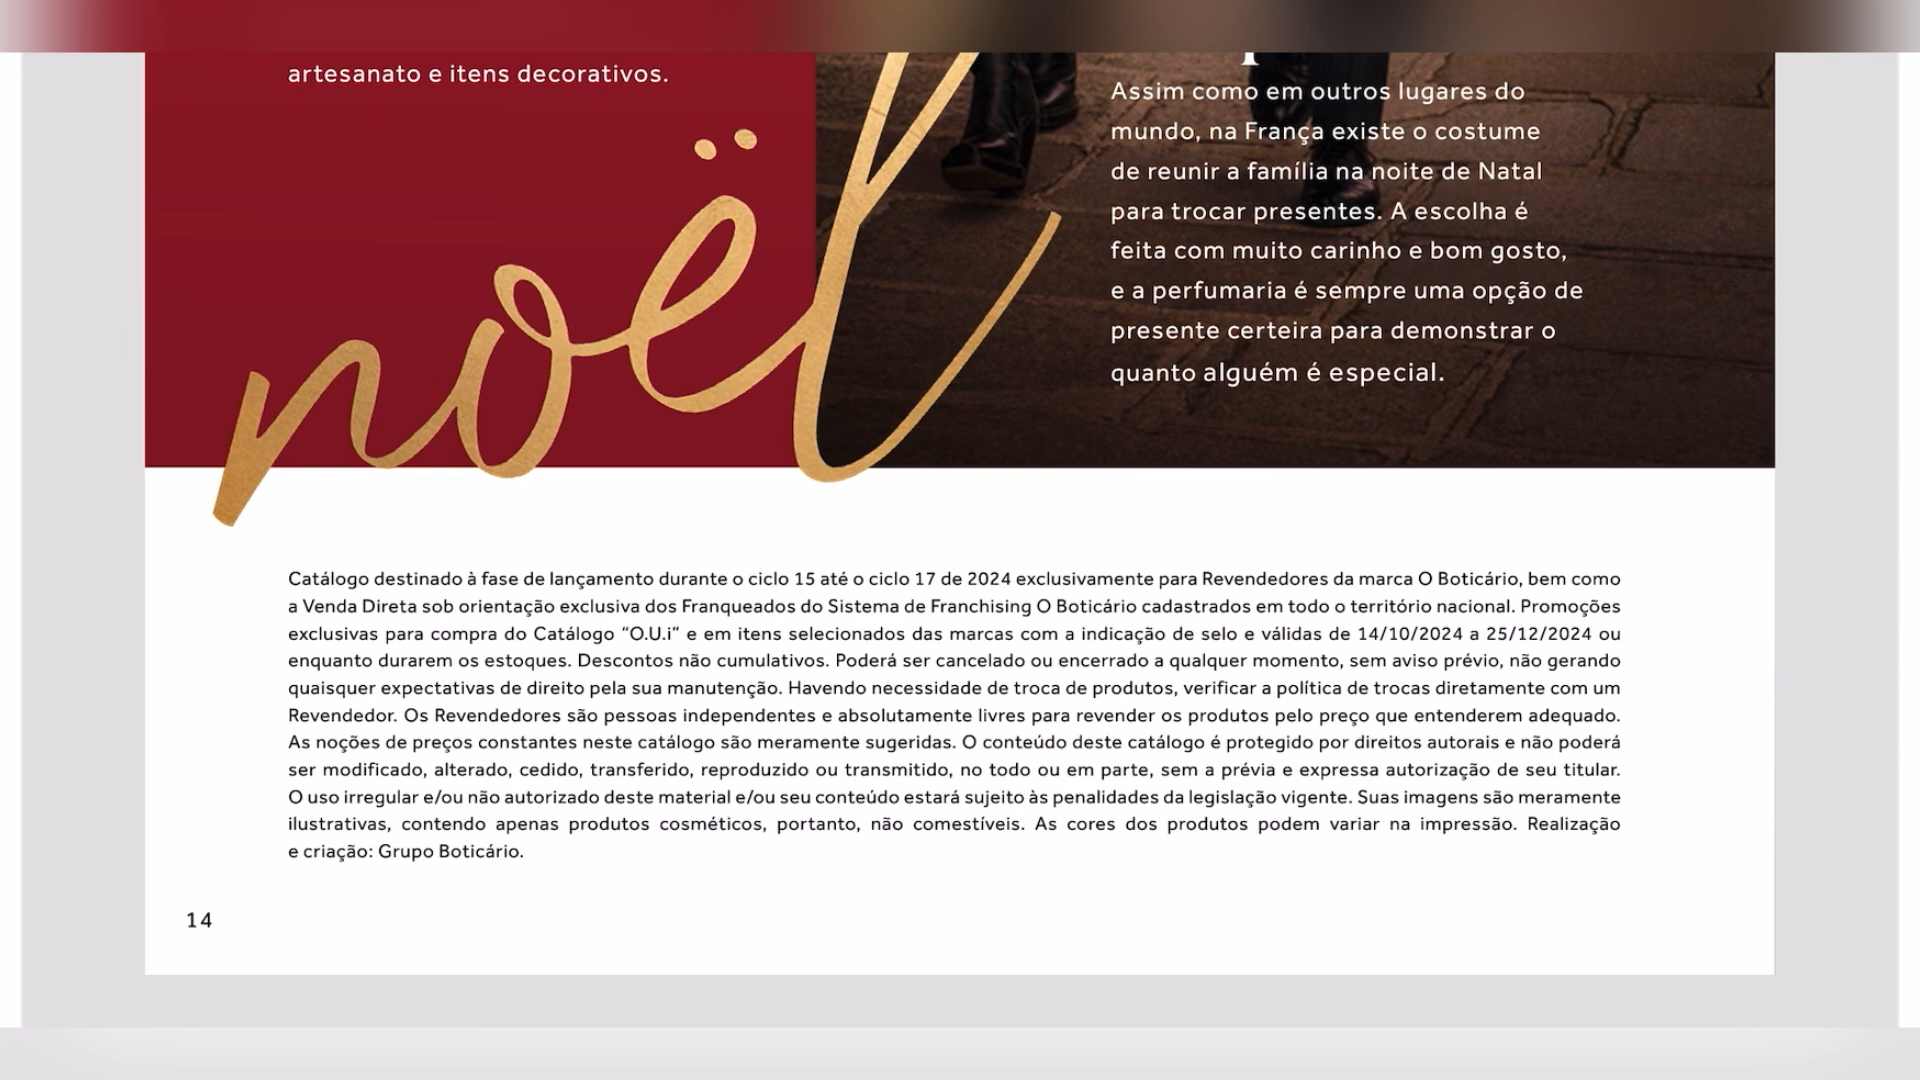 artesanato e itens decorativos.
noël
Assim como em outros lugares do
mundo, na França existe o costume
de reunir a família na noite de Natal
para trocar presentes. A escolha é
feita com muito carinho e bom gosto,
e a perfumaria é sempre uma opção de
presente certeira para demonstrar o
quanto alguém é especial.
Catálogo destinado à fase de lançamento durante o ciclo 15 até o ciclo 17 de 2024 exclusivamente para Revendedores da marca O Boticário, bem como
a Venda Direta sob orientação exclusiva dos Franqueados do Sistema de Franchising O Boticário cadastrados em todo o território nacional. Promoções
exclusivas para compra do Catálogo “O.U.i” e em itens selecionados das marcas com a indicação de selo e válidas de 14/10/2024 a 25/12/2024 ou
enquanto durarem os estoques. Descontos não cumulativos. Poderá ser cancelado ou encerrado a qualquer momento, sem aviso prévio, não gerando
quaisquer expectativas de direito pela sua manutenção. Havendo necessidade de troca de produtos, verificar a política de trocas diretamente com um
Revendedor. Os Revendedores são pessoas independentes e absolutamente livres para revender os produtos pelo preço que entenderem adequado.
As noções de preços constantes neste catálogo são meramente sugeridas. O conteúdo deste catálogo é protegido por direitos autorais e não poderá
ser modificado, alterado, cedido, transferido, reproduzido ou transmitido, no todo ou em parte, sem a prévia e expressa autorização de seu titular.
O uso irregular e/ou não autorizado deste material e/ou seu conteúdo estará sujeito às penalidades da legislação vigente. Suas imagens são meramente
ilustrativas, contendo apenas produtos cosméticos, portanto, não comestíveis. As cores dos produtos podem variar na impressão. Realização
e criação: Grupo Boticário.
14